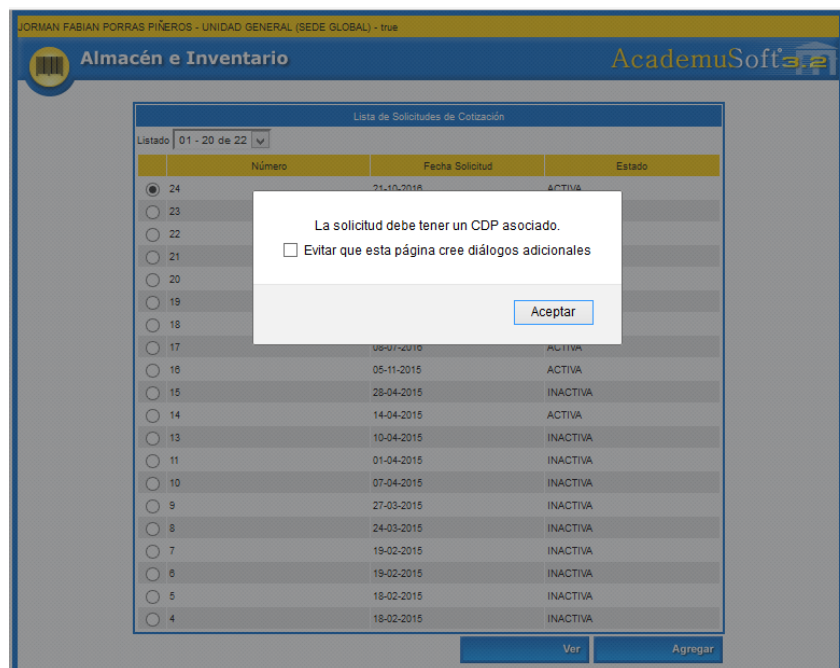 JORMAN FABIAN PORRAS PIÑEROS - UNIDAD GENERAL (SEDE GLOBAL) - true
Almacén e Inventario
AcademuSoft 3.2
Lista de Solicitudes de Cotización
Listado 01 - 20 de 22
Número Fecha Solicitud Estado
24 21-10-2016 ACTIVA
23
22
21
20
19
18
La solicitud debe tener un CDP asociado.
Evitar que esta página cree diálogos adicionales
Aceptar
17 08-07-2016 ACTIVA
16 05-11-2015 ACTIVA
15 28-04-2015 INACTIVA
14 14-04-2015 ACTIVA
13 10-04-2015 INACTIVA
11 01-04-2015 INACTIVA
10 07-04-2015 INACTIVA
9 27-03-2015 INACTIVA
8 24-03-2015 INACTIVA
7 19-02-2015 INACTIVA
6 19-02-2015 INACTIVA
5 18-02-2015 INACTIVA
4 18-02-2015 INACTIVA
Ver Agregar